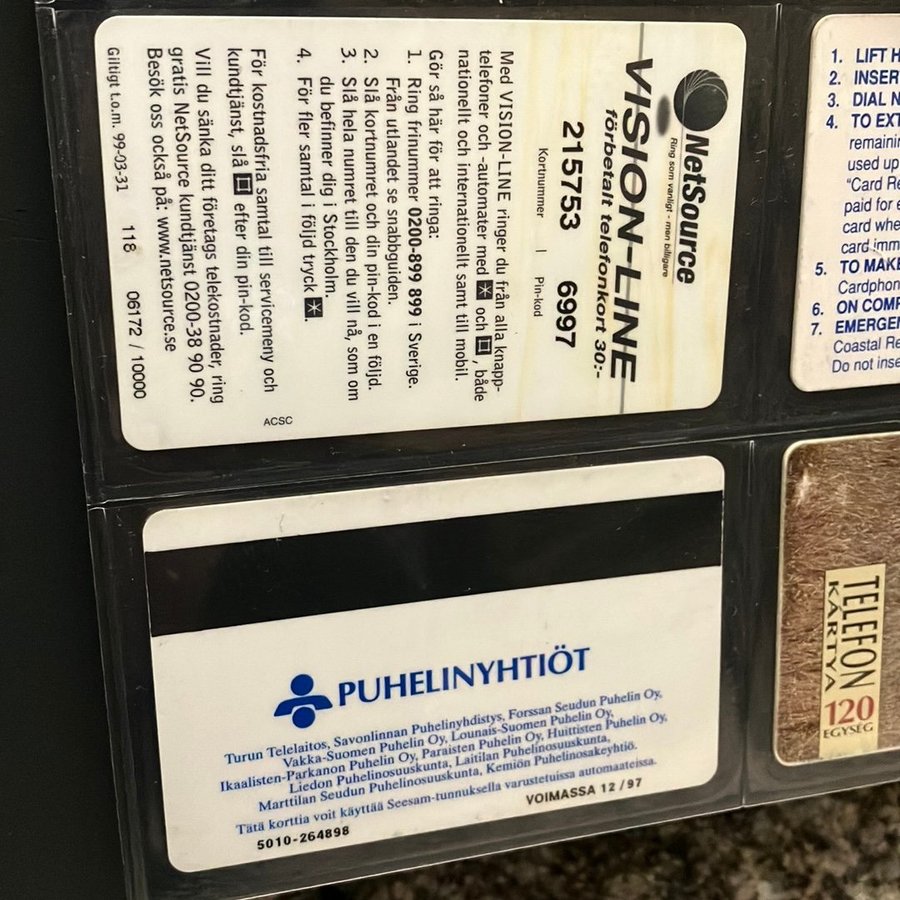 NetSource
Ring som vanligt - men billigare
VISION-LINE
förbetalt telefonkort 30:-
215753 6997
Kortnummer | Pin-kod
Med VISION-LINE ringer du från alla knapp-
telefoner och -automater med * och #, både
nationellt och internationellt samt till mobil.
Gör så här för att ringa:
1. Ring frinummer 0200-899 899 i Sverige.
Från utlandet se snabbguiden.
2. Slå kortnumret och din pin-kod i en följd.
3. Slå hela numret till den du vill nå, som om
du befinner dig i Stockholm.
4. För fler samtal i följd tryck *.
För kostnadsfria samtal till servicemeny och
kundtjänst, slå # efter din pin-kod.
Vill du sänka ditt företags telekostnader, ring
gratis NetSource kundtjänst 0200-38 90 90.
Besök oss också på: www.netsource.se
Giltigt t.o.m. 99-03-31 118 06172 / 10000
ACSC
1. LIFT H
2. INSER
3. DIAL N
4. TO EXT
remainin
used up
"Card Re
paid for e
card whe
card imm
5. TO MAKE
Cardphon
6. ON COMP
7. EMERGEN
Coastal Re
Do not inse
PUHELINYHTIÖT
Turun Telelaitos, Savonlinnan Puhelinyhdistys, Forssan Seudun Puhelin Oy,
Vakka-Suomen Puhelin Oy, Lounais-Suomen Puhelin Oy,
Ikaalisten-Parkanon Puhelin Oy, Paraisten Puhelin Oy, Huittisten Puhelin Oy,
Liedon Puhelinosuuskunta, Laitilan Puhelinosuuskunta,
Marttilan Seudun Puhelinosuuskunta, Kemiön Puhelinosakeyhtiö.
Tätä korttia voit käyttää Seesam-tunnuksella varustetuissa automaateissa.
5010-264898 VOIMASSA 12/97
TELEFON
KÁRTYA
120
EGYSÉG